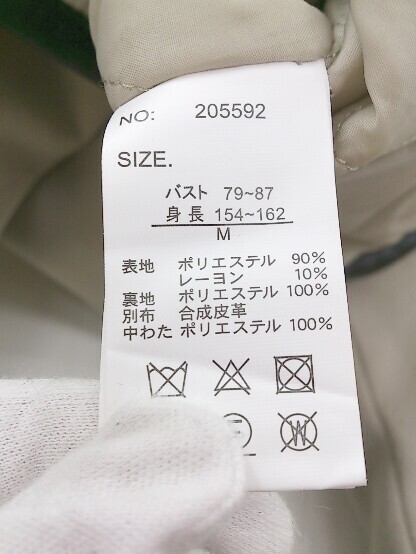 NO: 205592
SIZE.
バスト 79~87
身長 154~162
M
表地 ポリエステル 90%
レーヨン 10%
裏地 ポリエステル 100%
別布 合成皮革
中わた ポリエステル 100%
F W